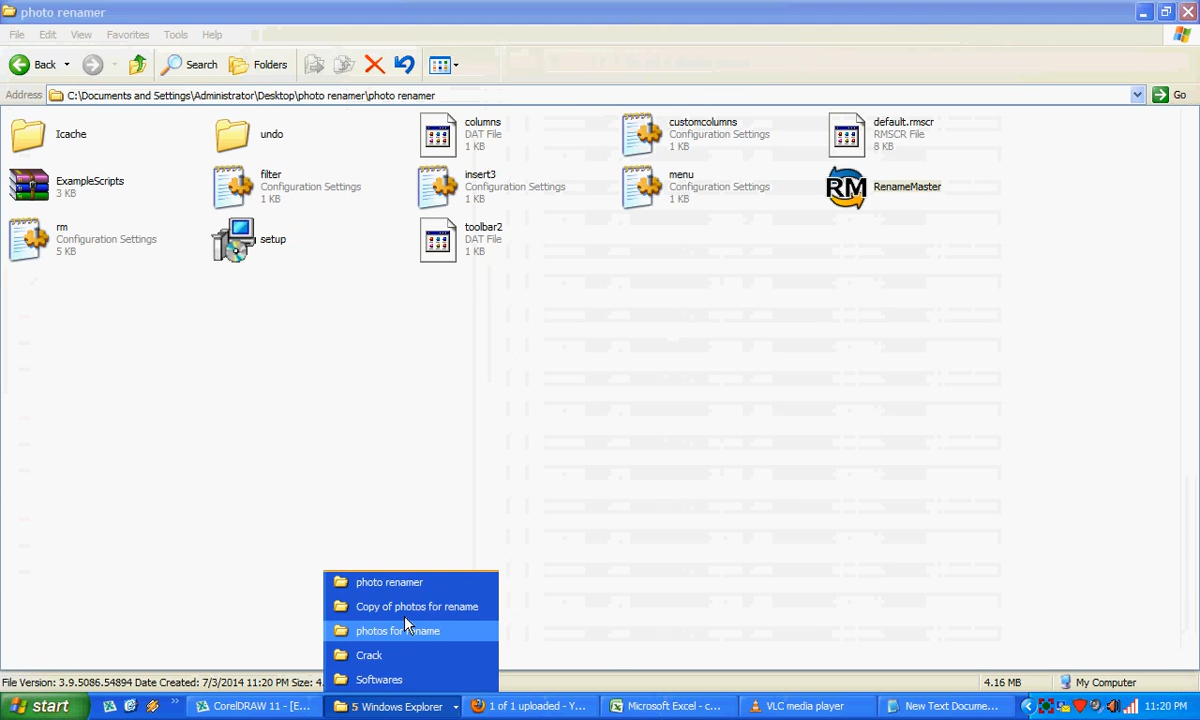 photo renamer
File Edit View Favorites Tools Help
Back Search Folders
Address C:\Documents and Settings\Administrator\Desktop\photo renamer\photo renamer Go
Icache
undo
columns
DAT File
1 KB
customcolumns
Configuration Settings
1 KB
default.rmscr
RMSCR File
8 KB
ExampleScripts
3 KB
filter
Configuration Settings
1 KB
insert3
Configuration Settings
1 KB
menu
Configuration Settings
1 KB
RM
RenameMaster
rm
Configuration Settings
5 KB
setup
toolbar2
DAT File
1 KB
photo renamer
Copy of photos for rename
photos for rename
Crack
Softwares
File Version: 3.9.5086.54894 Date Created: 7/3/2014 11:20 PM Size: 4. 4.16 MB My Computer
start CorelDRAW 11 - [E... 5 Windows Explorer 1 of 1 uploaded - Y... Microsoft Excel - c... VLC media player New Text Documen... 11:20 PM